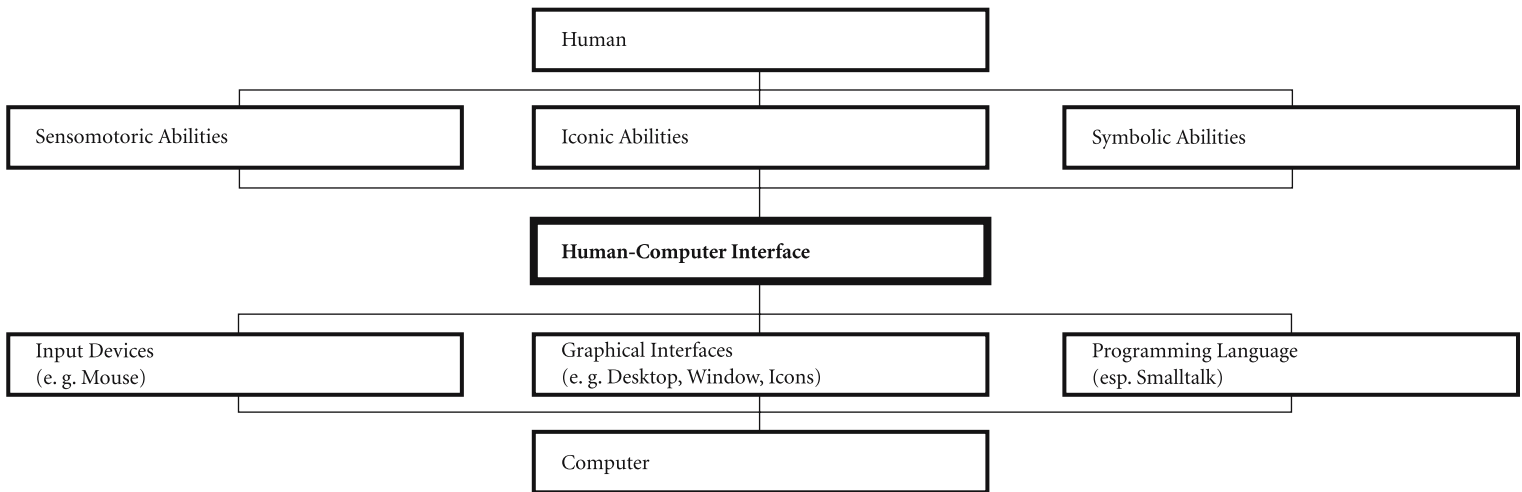 Human
Sensomotoric Abilities
Iconic Abilities
Symbolic Abilities
Human-Computer Interface
Input Devices
(e. g. Mouse)
Graphical Interfaces
(e. g. Desktop, Window, Icons)
Programming Language
(esp. Smalltalk)
Computer